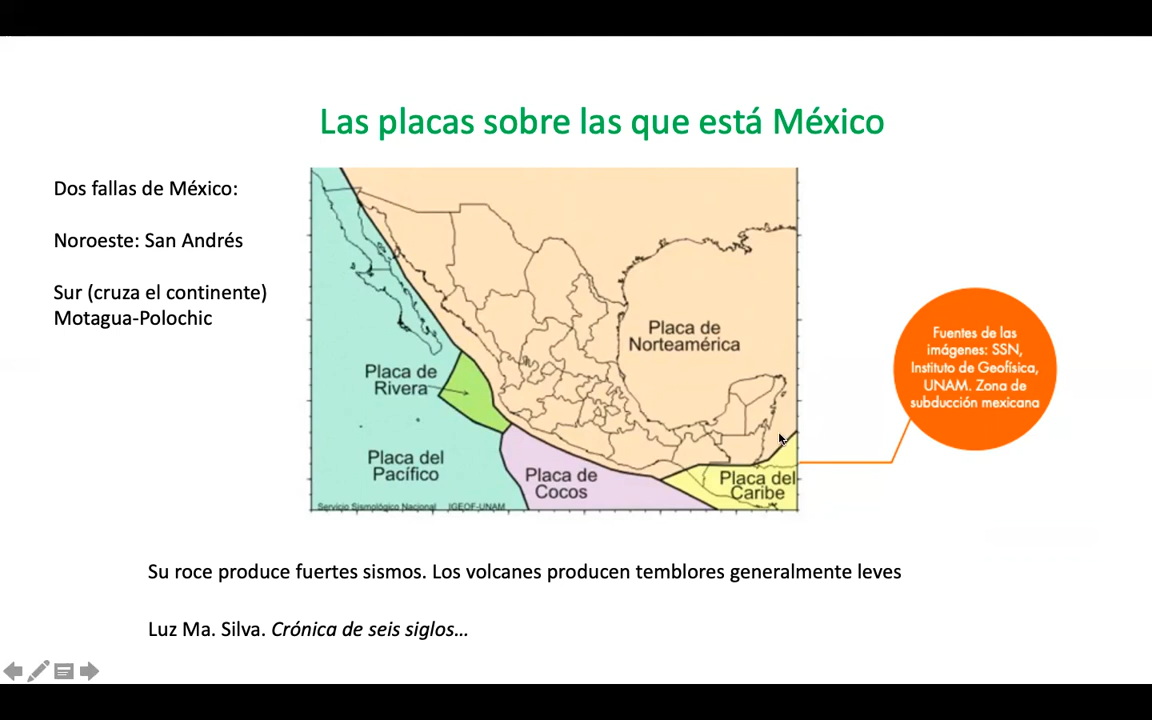 Las placas sobre las que está México
Dos fallas de México:
Noroeste: San Andrés
Sur (cruza el continente)
Motagua-Polochic
Placa de
Norteamérica
Placa de
Rivera
Placa del
Pacífico
Placa de
Cocos
Placa del
Caribe
Servicio Sismológico Nacional IGEOF-UNAM
Fuentes de las
imágenes: SSN,
Instituto de Geofísica,
UNAM. Zona de
subducción mexicana
Su roce produce fuertes sismos. Los volcanes producen temblores generalmente leves
Luz Ma. Silva. Crónica de seis siglos...